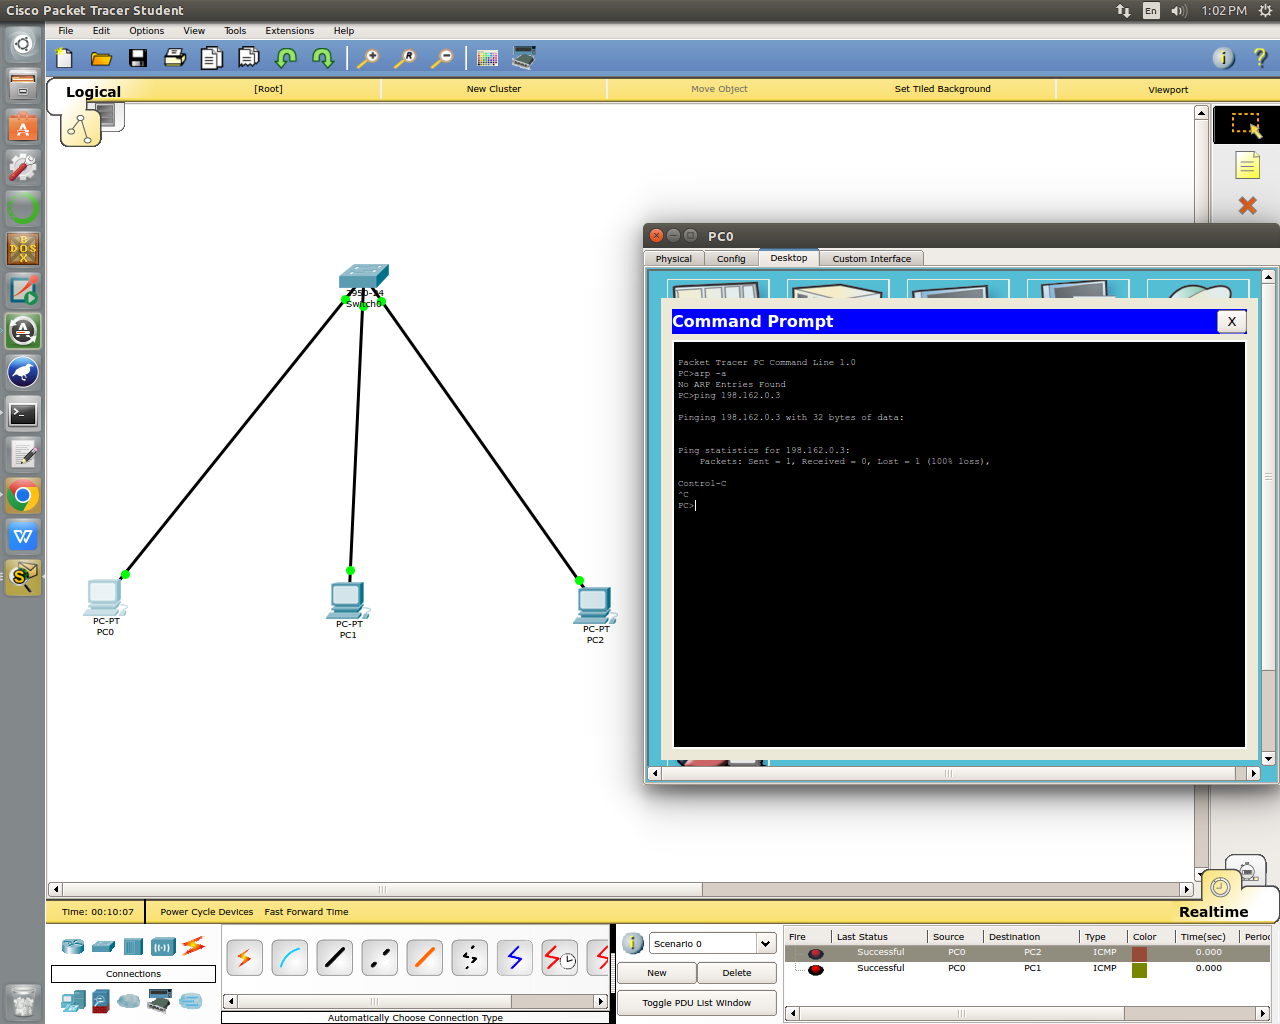 Cisco Packet Tracer Student
En
1:02 PM
File Edit Options View Tools Extensions Help
R
i ?
Logical
[Root] New Cluster Move Object Set Tiled Background Viewport
2950-24
Switch0
PC-PT
PC0
PC-PT
PC1
PC-PT
PC2
PC0
Physical Config Desktop Custom Interface
Command Prompt X
Packet Tracer PC Command Line 1.0
PC>arp -a
No ARP Entries Found
PC>ping 198.162.0.3
Pinging 198.162.0.3 with 32 bytes of data:
Ping statistics for 198.162.0.3:
Packets: Sent = 1, Received = 0, Lost = 1 (100% loss),
Control-C
^C
PC>
Time: 00:10:07 Power Cycle Devices Fast Forward Time
Realtime
Connections
Automatically Choose Connection Type
i Scenario 0
New Delete
Toggle PDU List Window
Fire Last Status Source Destination Type Color Time(sec) Perio
Successful PC0 PC2 ICMP 0.000
Successful PC0 PC1 ICMP 0.000